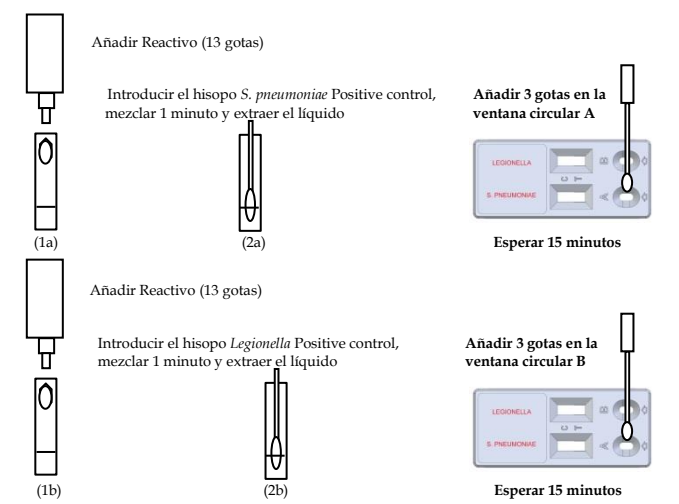 Añadir Reactivo (13 gotas)
Introducir el hisopo S. pneumoniae Positive control,
mezclar 1 minuto y extraer el líquido
Añadir 3 gotas en la
ventana circular A
LEGIONELLA
B
C T
S. PNEUMONIAE
A
(1a)
(2a)
Esperar 15 minutos
Añadir Reactivo (13 gotas)
Introducir el hisopo Legionella Positive control,
mezclar 1 minuto y extraer el líquido
Añadir 3 gotas en la
ventana circular B
LEGIONELLA
B
C T
S. PNEUMONIAE
A
(1b)
(2b)
Esperar 15 minutos